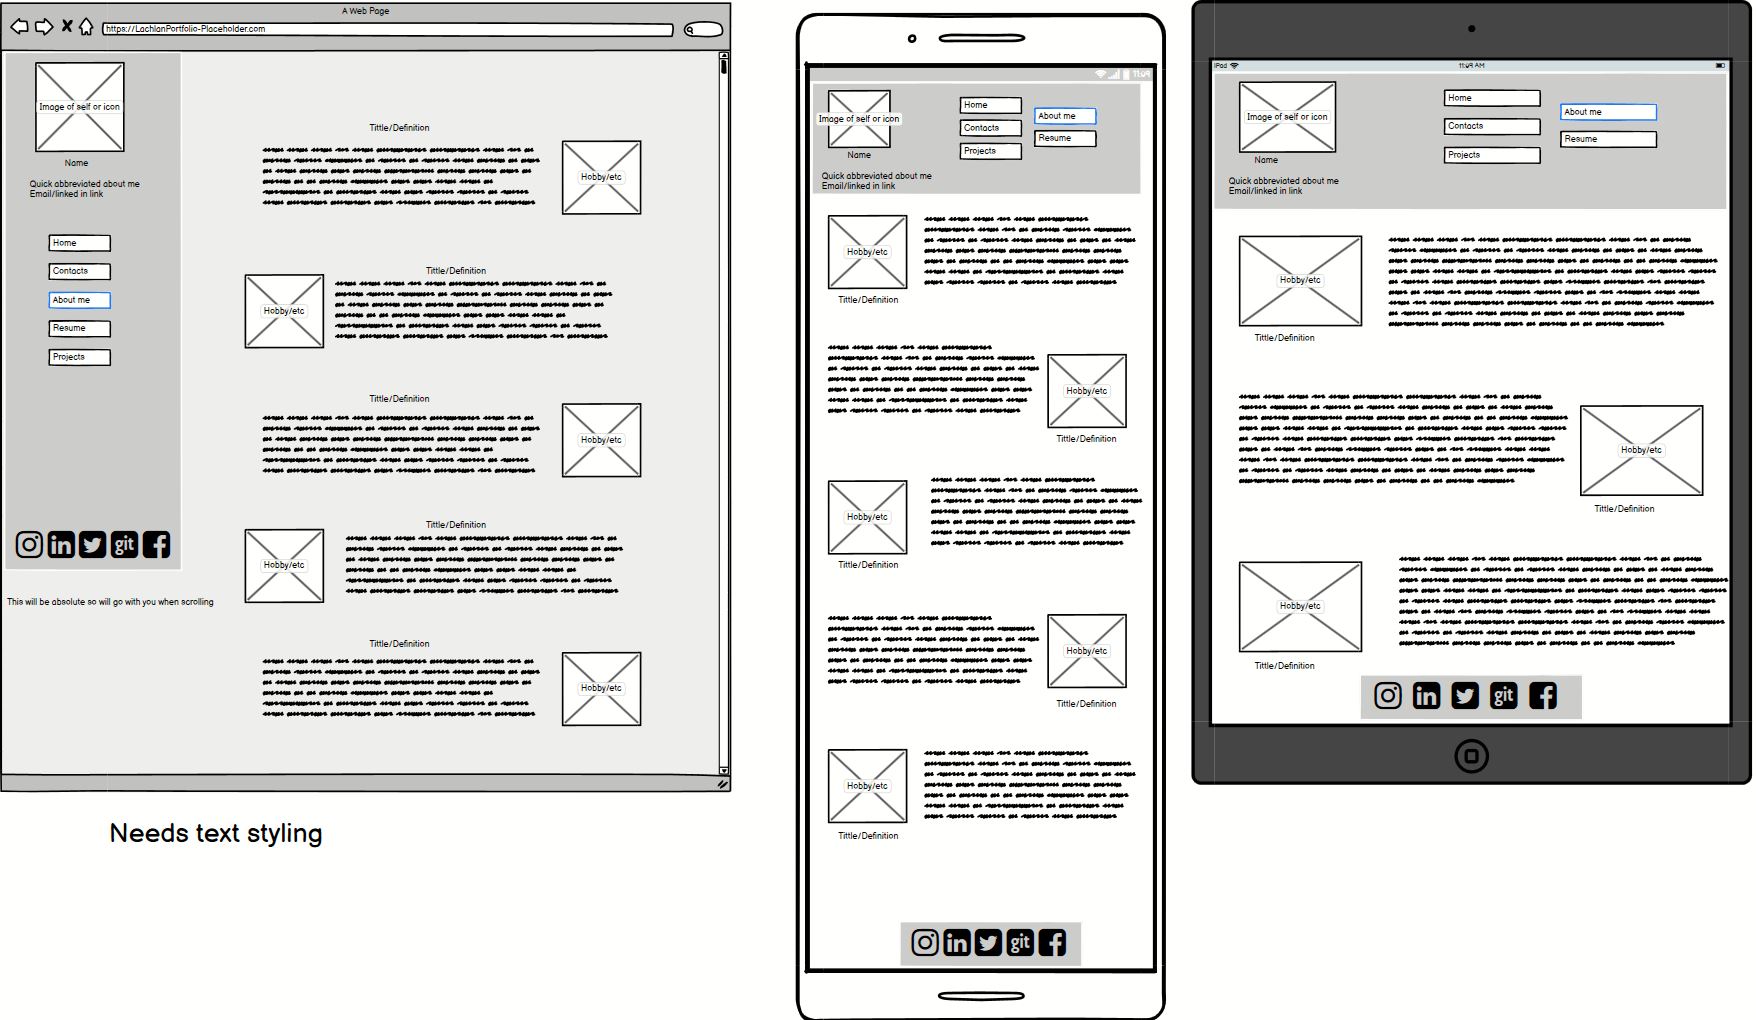 A Web Page
https://LachlanPortfolio-Placeholder.com
Image of self or icon
Name
Quick abbreviated about me
Email/linked in link
Home
Contacts
About me
Resume
Projects
git
This will be absolute so will go with you when scrolling
Tittle/Definition
Hobby/etc
Tittle/Definition
Hobby/etc
Tittle/Definition
Hobby/etc
Tittle/Definition
Hobby/etc
Tittle/Definition
Hobby/etc
Needs text styling
11:09
Image of self or icon
Name
Quick abbreviated about me
Email/linked in link
Home
Contacts
Projects
About me
Resume
Hobby/etc
Tittle/Definition
Hobby/etc
Tittle/Definition
Hobby/etc
Tittle/Definition
Hobby/etc
Tittle/Definition
Hobby/etc
Tittle/Definition
git
iPad
11:09 AM
Image of self or icon
Name
Quick abbreviated about me
Email/linked in link
Home
Contacts
Projects
About me
Resume
Hobby/etc
Tittle/Definition
Hobby/etc
Tittle/Definition
Hobby/etc
Tittle/Definition
git